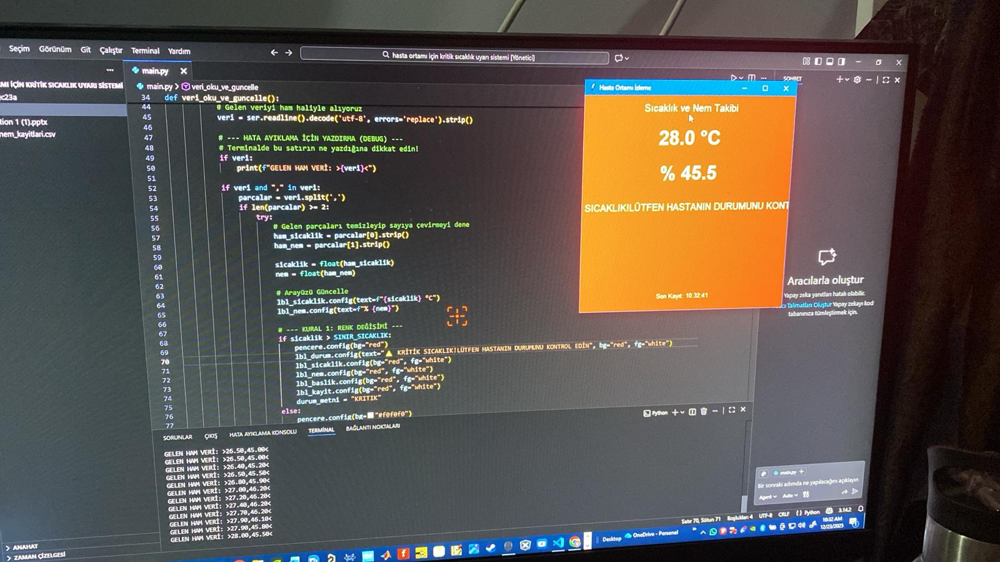 Seçim Görünüm Git Çalıştır Terminal Yardım
hasta ortamı için kritik sıcaklık uyarı sistemi [Yönetici]
main.py
MI İÇİN KRİTİK SICAKLIK UYARI SİSTEMİ
c23a
tion 1 (1).pptx
nem_kayitlari.csv
main.py > veri_oku_ve_guncelle
34 def veri_oku_ve_guncelle():
44 # Gelen veriyi ham haliyle alıyoruz
45 veri = ser.readline().decode('utf-8', errors='replace').strip()
46
47 # --- HATA AYIKLAMA İÇİN YAZDIRMA (DEBUG) ---
48 # Terminalde bu satırın ne yazdığına dikkat edin!
49 if veri:
50 print(f"GELEN HAM VERİ: >{veri}<")
51
52 if veri and "," in veri:
53 parcalar = veri.split(',')
54 if len(parcalar) >= 2:
55 try:
56 # Gelen parçaları temizleyip sayıya çevirmeyi dene
57 ham_sicaklik = parcalar[0].strip()
58 ham_nem = parcalar[1].strip()
59
60 sicaklik = float(ham_sicaklik)
61 nem = float(ham_nem)
62
63 # Arayüzü Güncelle
64 lbl_sicaklik.config(text=f"{sicaklik} °C")
65 lbl_nem.config(text=f"% {nem}")
66
67 # --- KURAL 1: RENK DEĞİŞİMİ ---
68 if sicaklik > SINIR_SICAKLIK:
69 pencere.config(bg="red")
70 lbl_durum.config(text="⚠ KRİTİK SICAKLIK!LÜTFEN HASTANIN DURUMUNU KONTROL EDİN", bg="red", fg="white")
71 lbl_sicaklik.config(bg="red", fg="white")
72 lbl_nem.config(bg="red", fg="white")
73 lbl_baslik.config(bg="red", fg="white")
74 lbl_kayit.config(bg="red", fg="white")
75 durum_metni = "KRITIK"
76 else:
77 pencere.config(bg="#f0f0f0")
Hasta Ortamı İzleme
Sıcaklık ve Nem Takibi
28.0 °C
% 45.5
SICAKLIK!LÜTFEN HASTANIN DURUMUNU KONT
Son Kayıt: 10:32:41
SOHBET
Aracılarla oluştur
Yapay zeka yanıtları hatalı olabilir.
Talimatları Oluştur Yapay zekayı kod
tabanınıza tümleştirmek için.
main.py +
Bir sonraki adımda ne yapılacağını açıklayın
Agent Auto
SORUNLAR ÇIKIŞ HATA AYIKLAMA KONSOLU TERMINAL BAĞLANTI NOKTALARI
Python
GELEN HAM VERİ: >26.50,45.00<
GELEN HAM VERİ: >26.50,45.00<
GELEN HAM VERİ: >26.40,45.20<
GELEN HAM VERİ: >26.50,45.50<
GELEN HAM VERİ: >26.80,45.90<
GELEN HAM VERİ: >27.00,46.20<
GELEN HAM VERİ: >27.20,46.20<
GELEN HAM VERİ: >27.40,46.20<
GELEN HAM VERİ: >27.70,46.20<
GELEN HAM VERİ: >27.90,46.10<
GELEN HAM VERİ: >27.90,45.80<
GELEN HAM VERİ: >28.00,45.50<
> ANAHAT
> ZAMAN ÇİZELGESİ
Satır 70, Sütun 71 Boşluklar: 4 UTF-8 CRLF {} Python 3.14.2
Desktop OneDrive - Personal
10:32 AM
12/23/2025